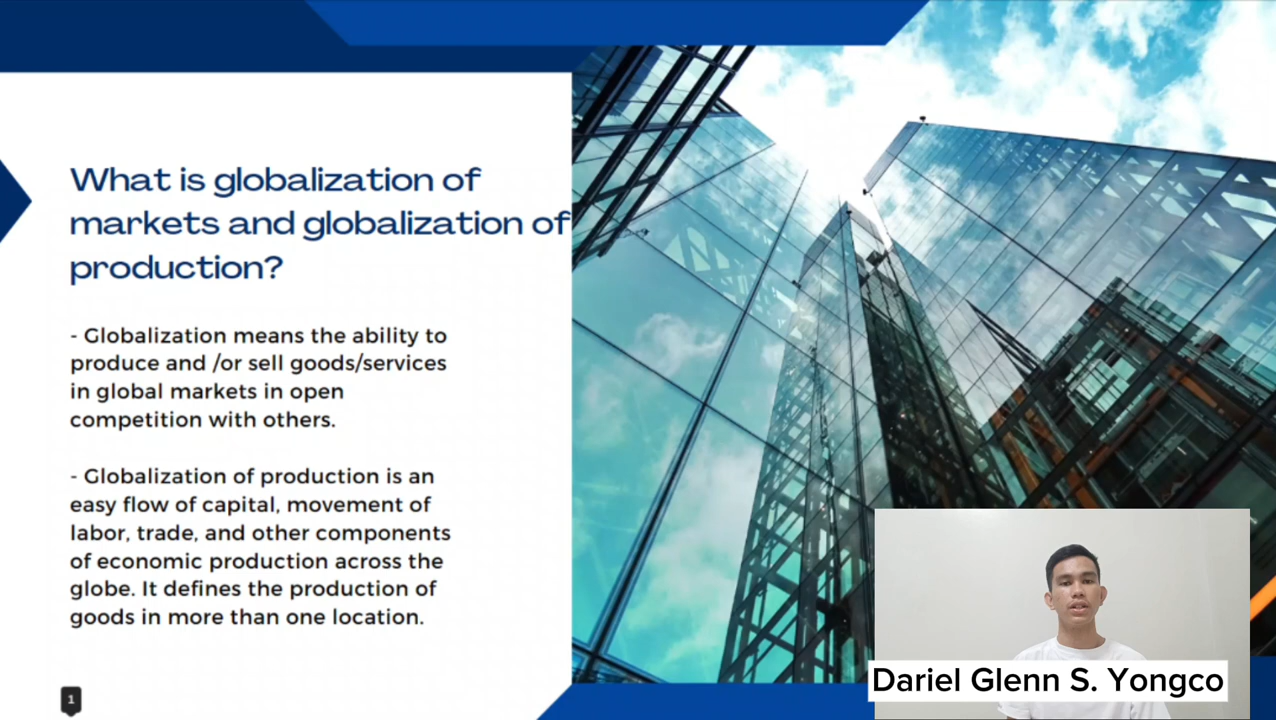 What is globalization of
markets and globalization of
production?
- Globalization means the ability to
produce and /or sell goods/services
in global markets in open
competition with others.
- Globalization of production is an
easy flow of capital, movement of
labor, trade, and other components
of economic production across the
globe. It defines the production of
goods in more than one location.
1
Dariel Glenn S. Yongco